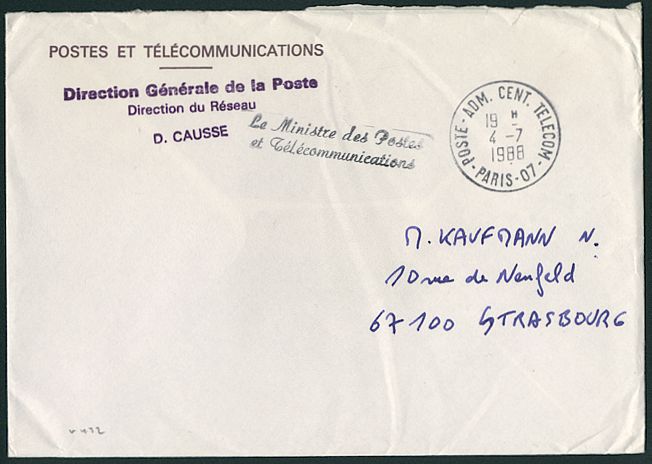 POSTES ET TÉLÉCOMMUNICATIONS
Direction Générale de la Poste
Direction du Réseau
D. CAUSSE
Le Ministre des Postes
et Télécommunications
POSTE - ADM. CENT. TELECOM
19 H
4 -7
1988
- PARIS - 07 -
M. KAUFMANN N.
10 rue de Neufeld
67100 STRASBOURG